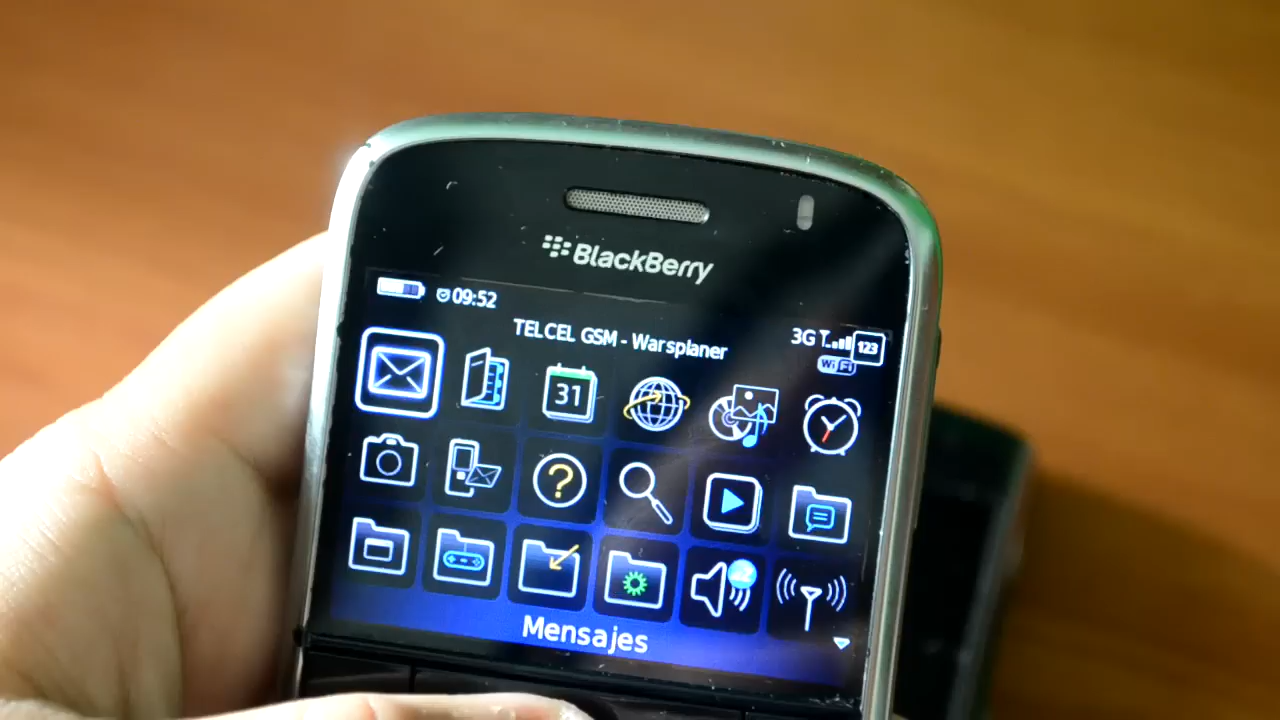 BlackBerry
09:52
TELCEL GSM - Warsplaner
3G
123
WiFi
31
?
Mensajes